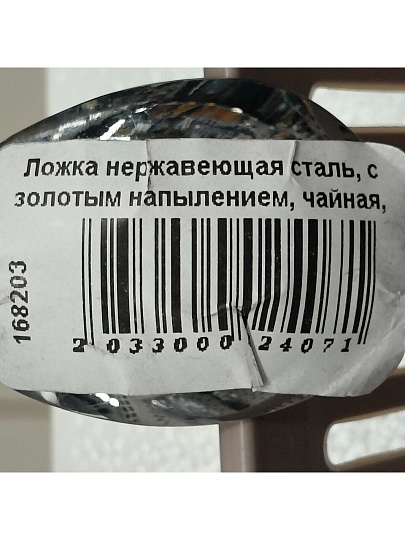 Ложка нержавеющая сталь, с
золотым напылением, чайная,
168203
2 033000 24071